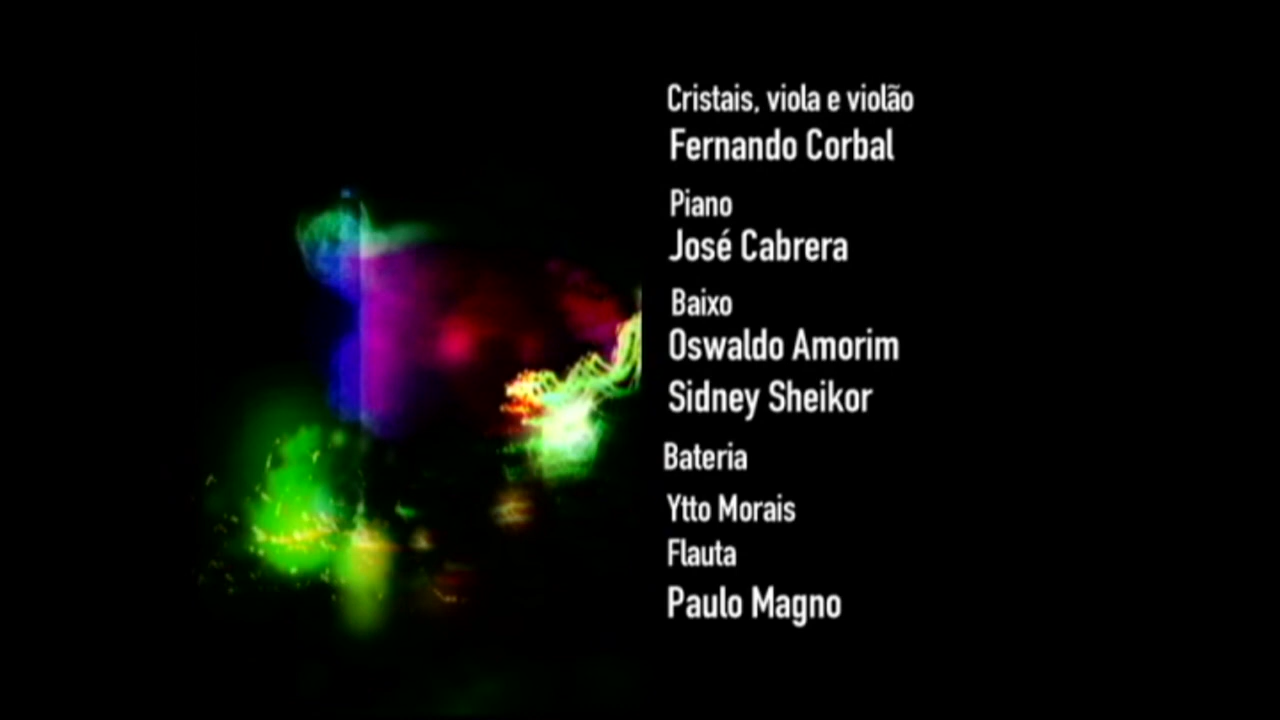 Cristais, viola e violão
Fernando Corbal
Piano
José Cabrera
Baixo
Oswaldo Amorim
Sidney Sheikor
Bateria
Ytto Morais
Flauta
Paulo Magno